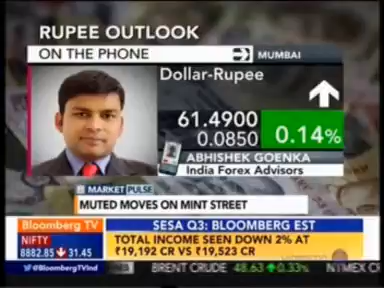 RUPEE OUTLOOK
ON THE PHONE
MUMBAI
Dollar-Rupee
61.4900
0.0850
0.14%
ABHISHEK GOENKA
India Forex Advisors
MARKET PULSE
MUTED MOVES ON MINT STREET
Bloomberg TV
SESA Q3: BLOOMBERG EST
NIFTY
8882.85 31.45
TOTAL INCOME SEEN DOWN 2% AT
₹19,192 CR VS ₹19,523 CR
@BloombergTVInd
BRENT CRUDE 48.63 0.33%
CNBX
NYMEX C